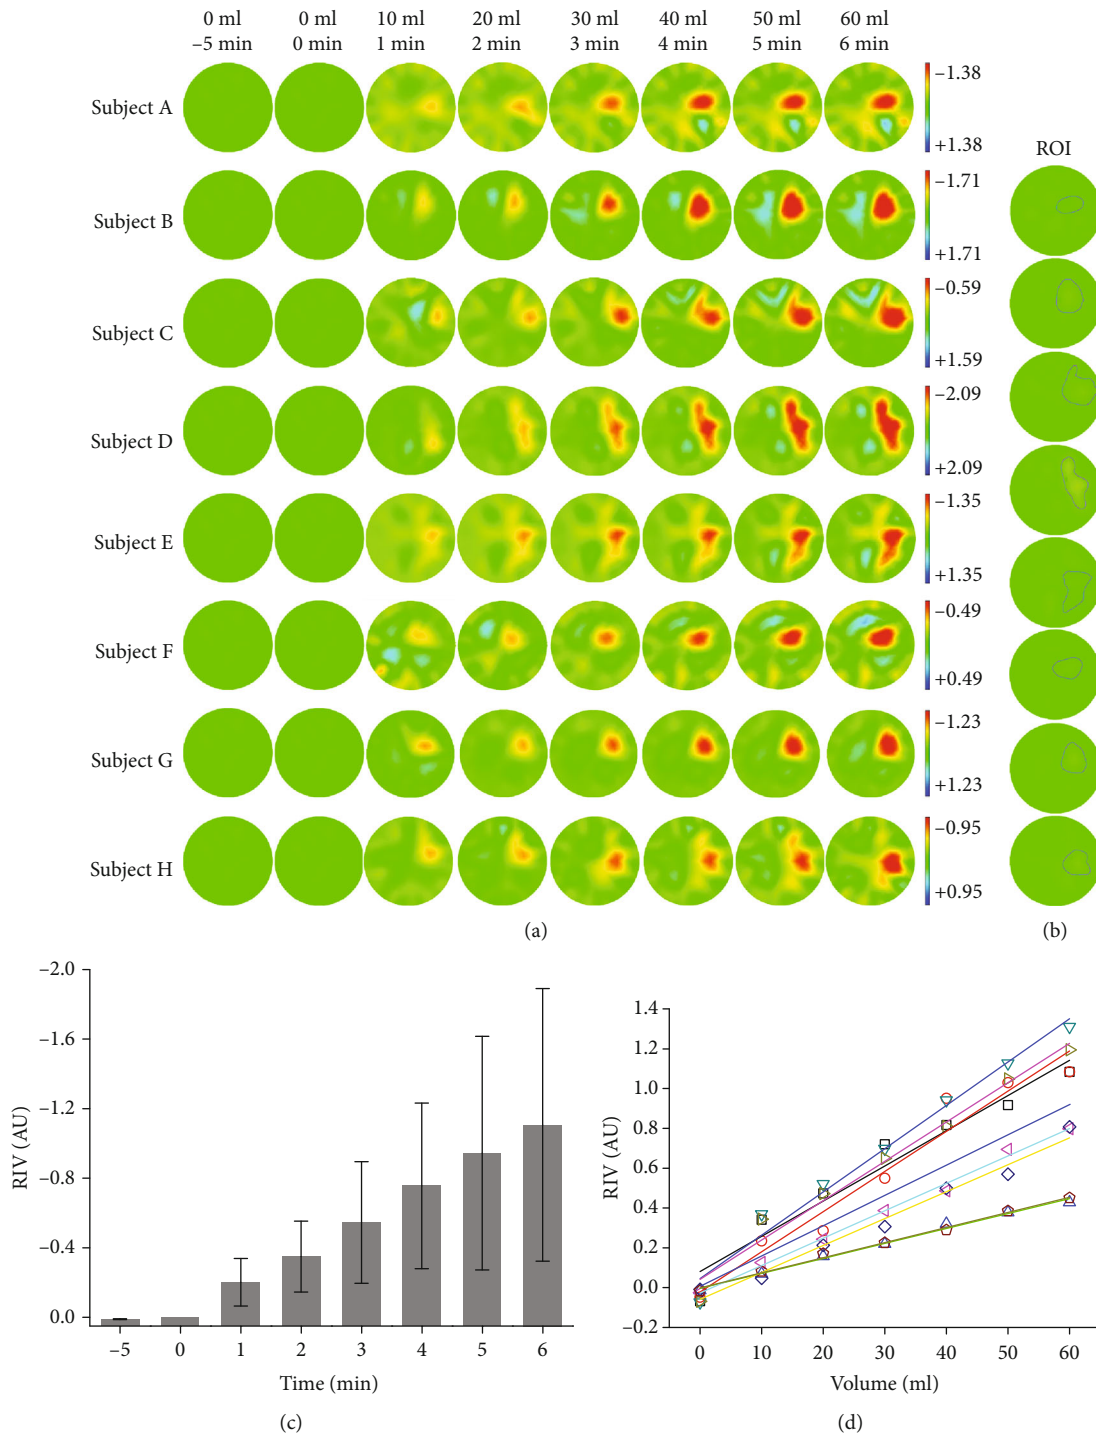 0 ml 0 ml 10 ml 20 ml 30 ml 40 ml 50 ml 60 ml
–5 min 0 min 1 min 2 min 3 min 4 min 5 min 6 min
Subject A
–1.38
+1.38
Subject B
–1.71
+1.71
Subject C
–0.59
+1.59
Subject D
–2.09
+2.09
Subject E
–1.35
+1.35
Subject F
–0.49
+0.49
Subject G
–1.23
+1.23
Subject H
–0.95
+0.95
(a)
ROI
(b)
RIV (AU)
–2.0
–1.6
–1.2
–0.8
–0.4
0.0
–5 0 1 2 3 4 5 6
Time (min)
(c)
RIV (AU)
1.4
1.2
1.0
0.8
0.6
0.4
0.2
0.0
–0.2
0 10 20 30 40 50 60
Volume (ml)
(d)